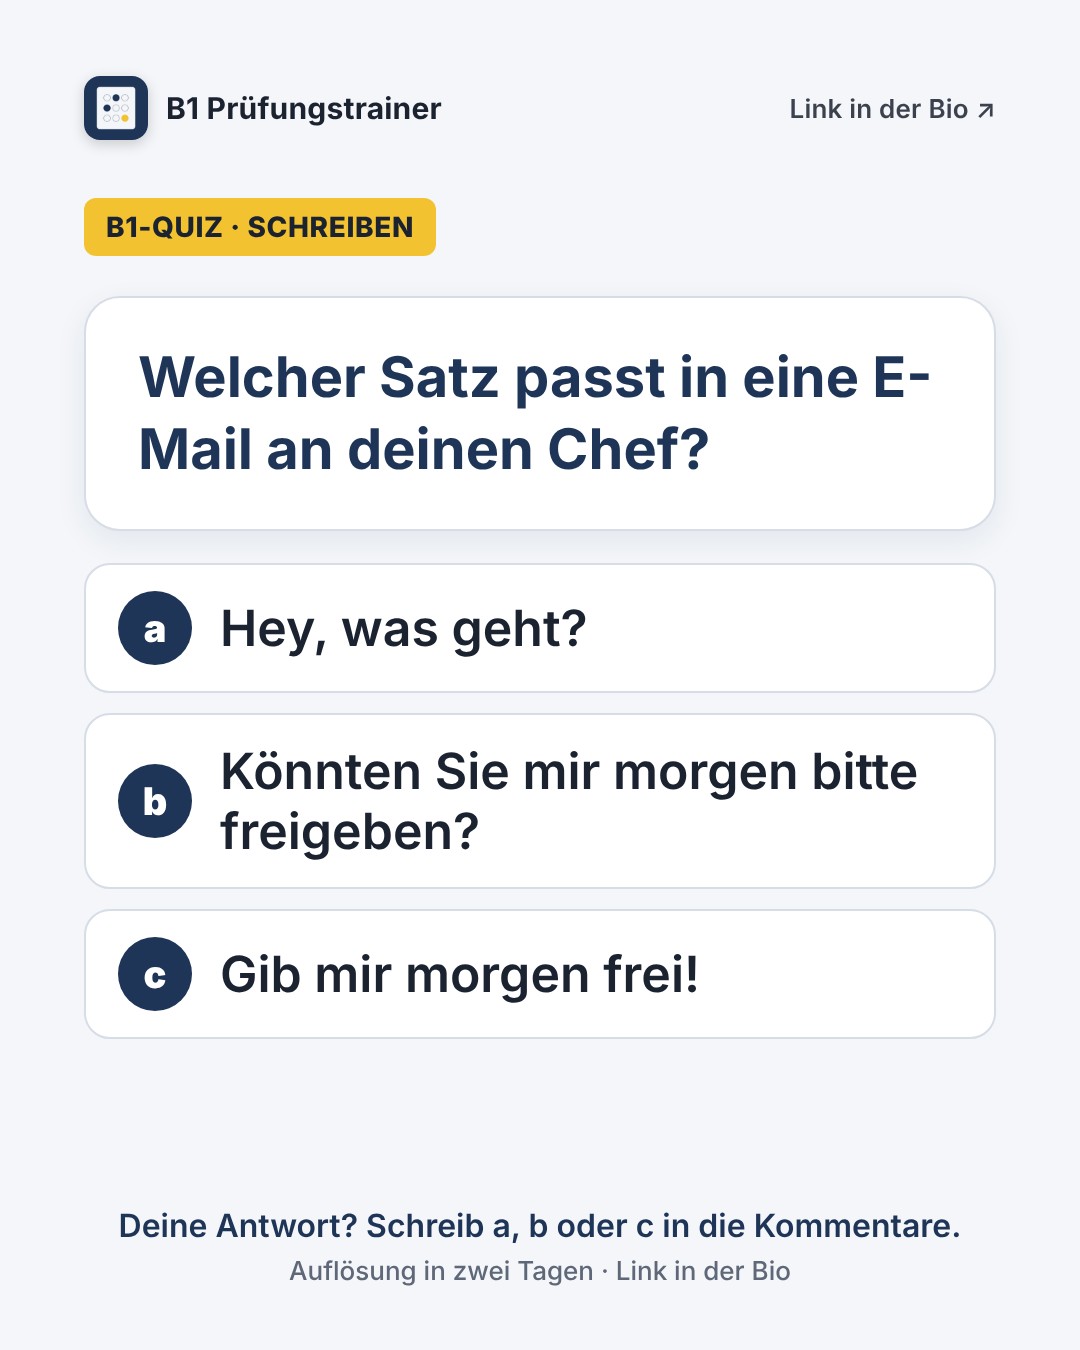 B1 Prüfungstrainer
Link in der Bio ↗
B1-QUIZ · SCHREIBEN
Welcher Satz passt in eine E-
Mail an deinen Chef?
a Hey, was geht?
b Könnten Sie mir morgen bitte
freigeben?
c Gib mir morgen frei!
Deine Antwort? Schreib a, b oder c in die Kommentare.
Auflösung in zwei Tagen · Link in der Bio